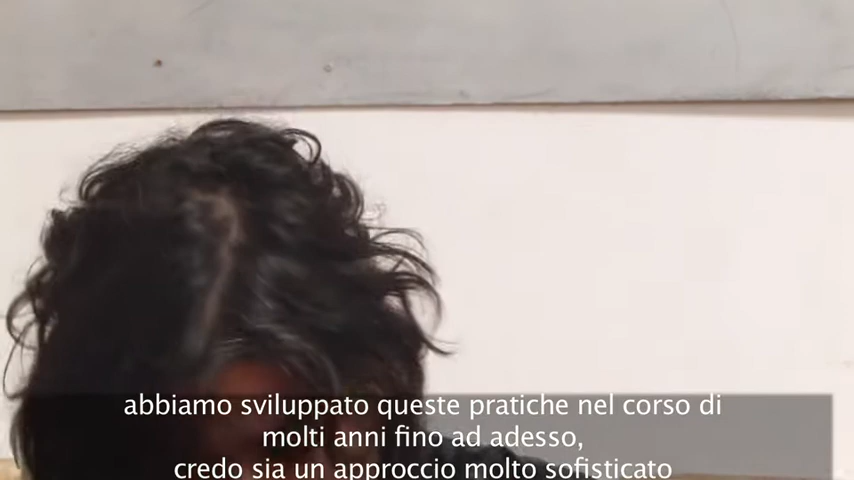 abbiamo sviluppato queste pratiche nel corso di
molti anni fino ad adesso,
credo sia un approccio molto sofisticato